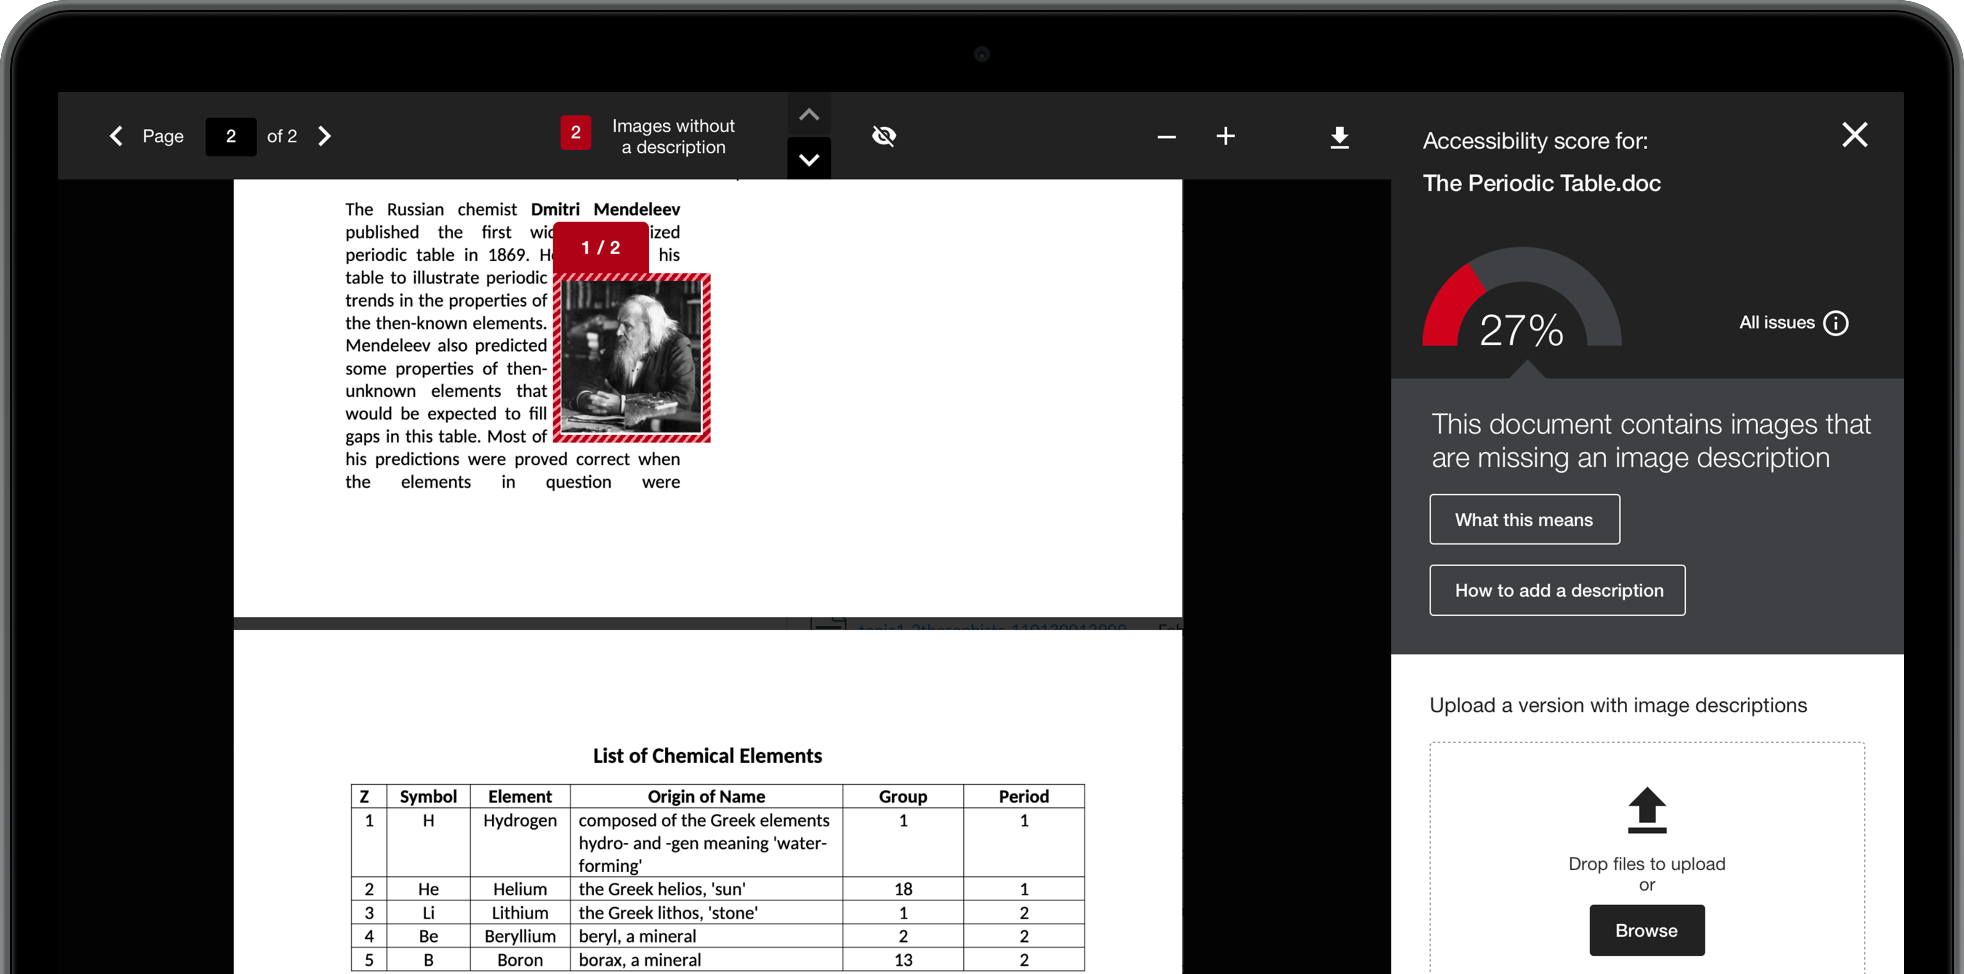 Page 2 of 2
2 Images without
a description
The Russian chemist Dmitri Mendeleev
published the first
periodic table in 1869. his
table to illustrate periodic
trends in the properties of
the then-known elements.
Mendeleev also predicted
some properties of then-
unknown elements that
would be expected to fill
gaps in this table. Most of
his predictions were proved correct when
the elements in question were
1 / 2
List of Chemical Elements
Z Symbol Element Origin of Name Group Period
1 H Hydrogen composed of the Greek elements 1 1
hydro- and -gen meaning 'water-
forming'
2 He Helium the Greek helios, 'sun' 18 1
3 Li Lithium the Greek lithos, 'stone' 1 2
4 Be Beryllium beryl, a mineral 2 2
5 B Boron borax, a mineral 13 2
Accessibility score for:
The Periodic Table.doc
27%
All issues
This document contains images that
are missing an image description
What this means
How to add a description
Upload a version with image descriptions
Drop files to upload
or
Browse